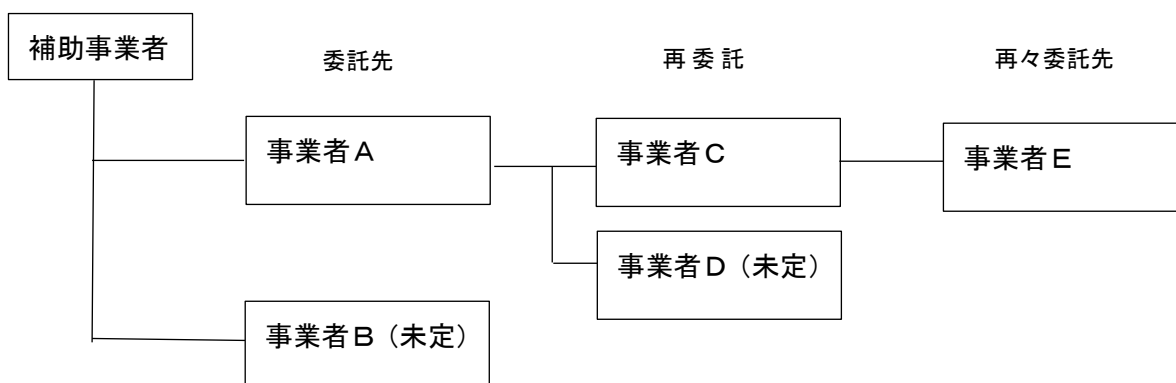 補助事業者
委託先
再委託
再々委託先
事業者A
事業者C
事業者E
事業者D（未定）
事業者B（未定）